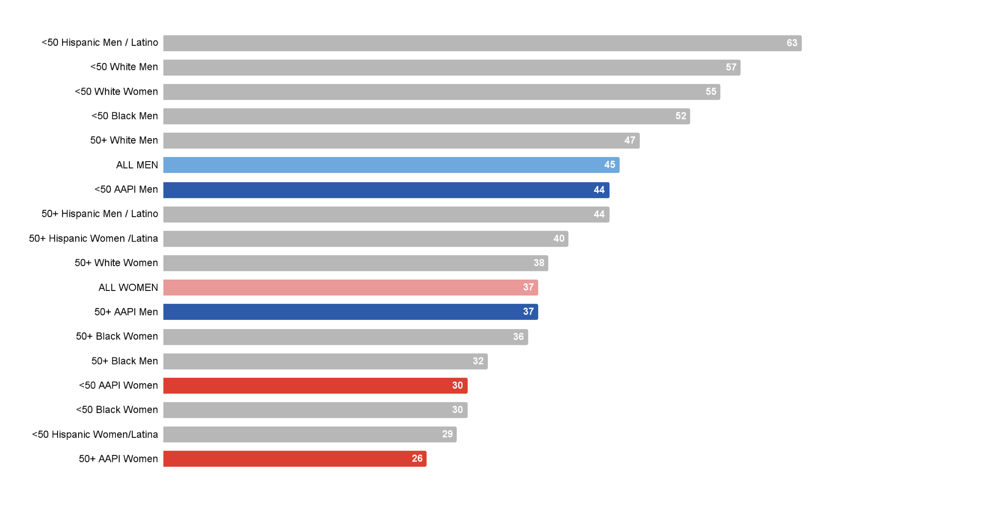 <50 Hispanic Men / Latino 63
<50 White Men 57
<50 White Women 55
<50 Black Men 52
50+ White Men 47
ALL MEN 45
<50 AAPI Men 44
50+ Hispanic Men / Latino 44
50+ Hispanic Women /Latina 40
50+ White Women 38
ALL WOMEN 37
50+ AAPI Men 37
50+ Black Women 36
50+ Black Men 32
<50 AAPI Women 30
<50 Black Women 30
<50 Hispanic Women/Latina 29
50+ AAPI Women 26